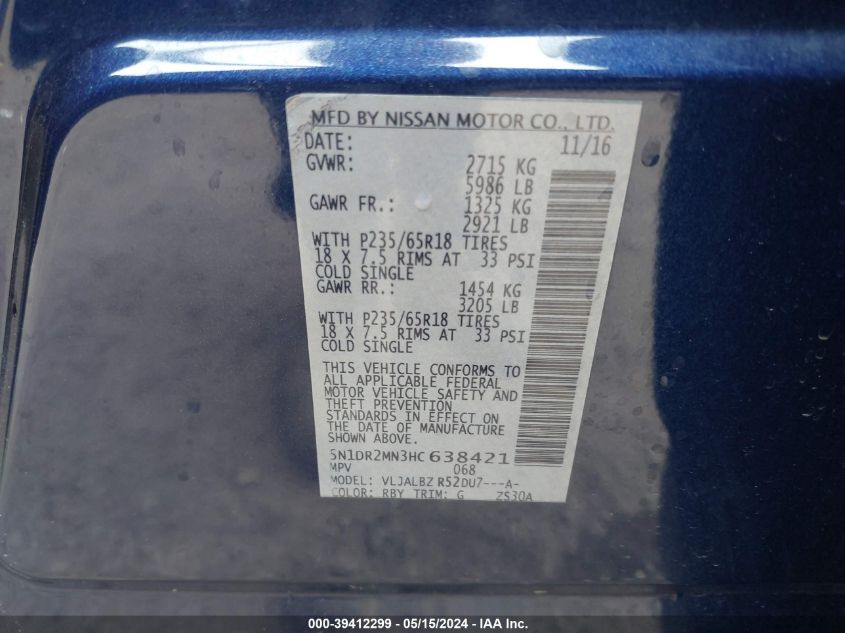 MFD BY NISSAN MOTOR CO., LTD.
DATE: 11/16
GVWR: 2715 KG
5986 LB
GAWR FR.: 1325 KG
2921 LB
WITH P235/65R18 TIRES
18 X 7.5 RIMS AT 33 PSI
COLD SINGLE
GAWR RR.: 1454 KG
3205 LB
WITH P235/65R18 TIRES
18 X 7.5 RIMS AT 33 PSI
COLD SINGLE
THIS VEHICLE CONFORMS TO
ALL APPLICABLE FEDERAL
MOTOR VEHICLE SAFETY AND
THEFT PREVENTION
STANDARDS IN EFFECT ON
THE DATE OF MANUFACTURE
SHOWN ABOVE.
5N1DR2MN3HC638421
MPV 068
MODEL: VLJALBZ R52DU7---A-
COLOR: RBY TRIM: G ZS30A
000-39412299 - 05/15/2024 - IAA Inc.